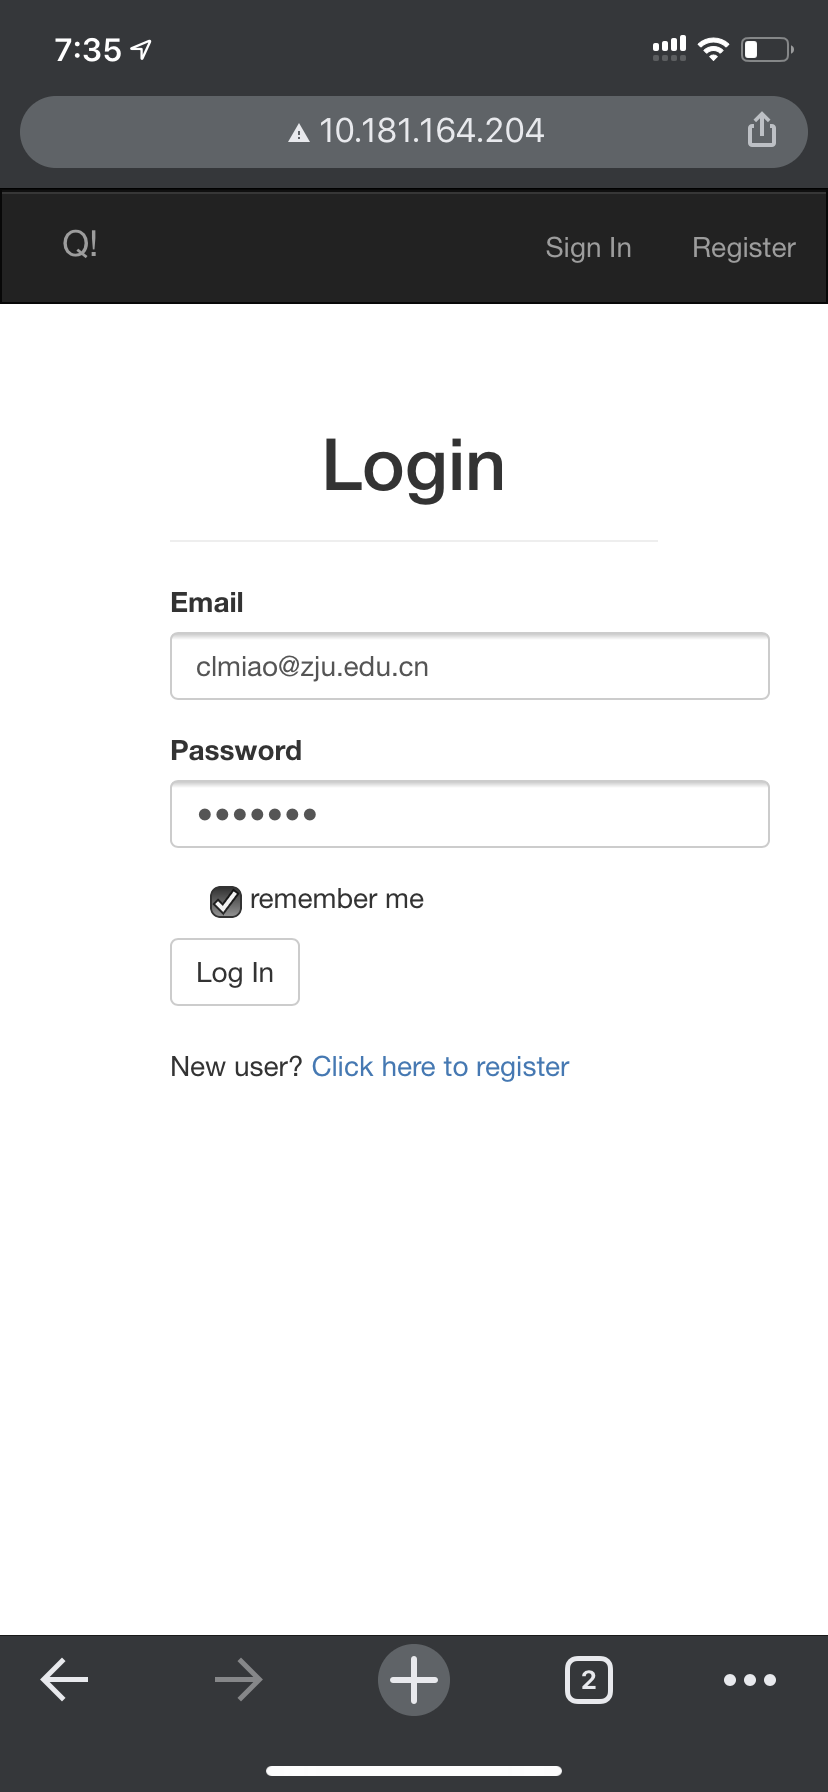 7:35
10.181.164.204
Q! Sign In Register
Login
Email
clmiao@zju.edu.cn
Password
•••••••
remember me
Log In
New user? Click here to register
2